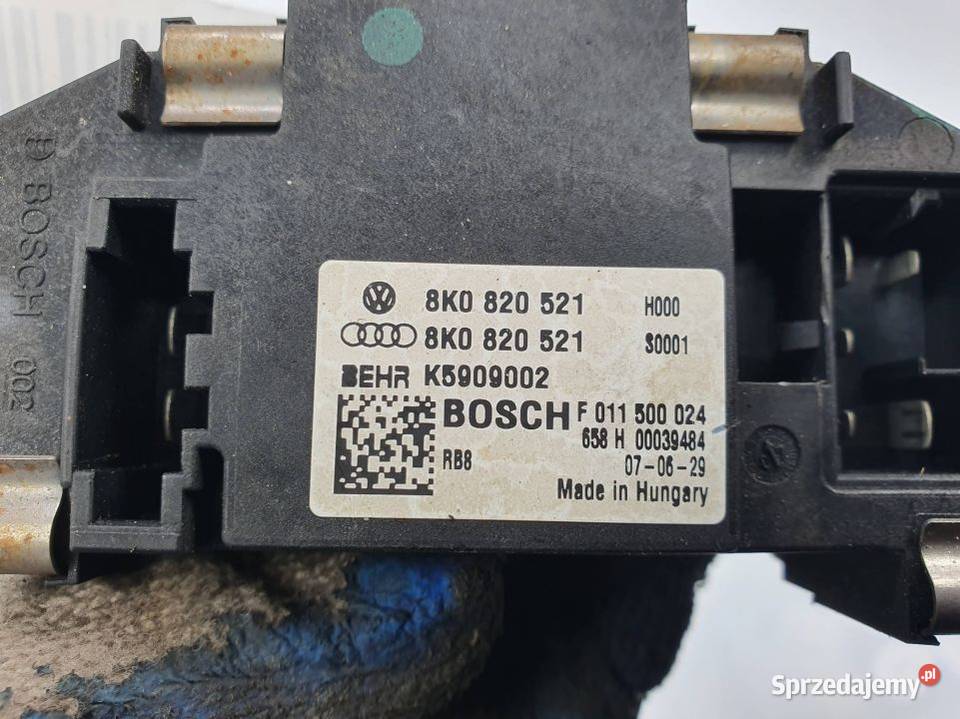 BOSCH 002
8K0 820 521 H000
8K0 820 521 S0001
BEHR K5909002
BOSCH F 011 500 024
658 H 00039484
RB8 07-06-29
Made in Hungary
Sprzedajemy.pl